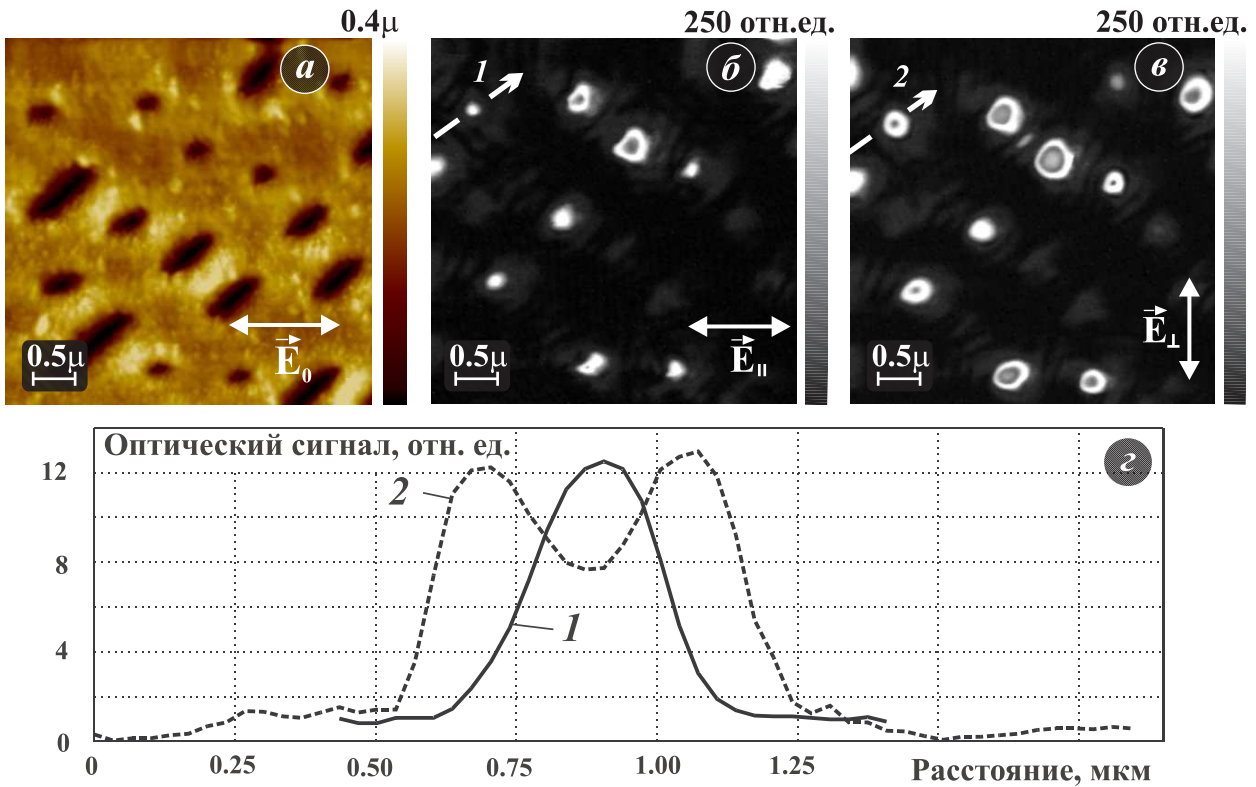 0.4μ
250 отн.ед.
250 отн.ед.
а
б
в
1
2
E₀
E||
E⊥
0.5μ
0.5μ
0.5μ
Оптический сигнал, отн. ед.
г
12
8
4
0
2
1
0
0.25
0.50
0.75
1.00
1.25
Расстояние, мкм